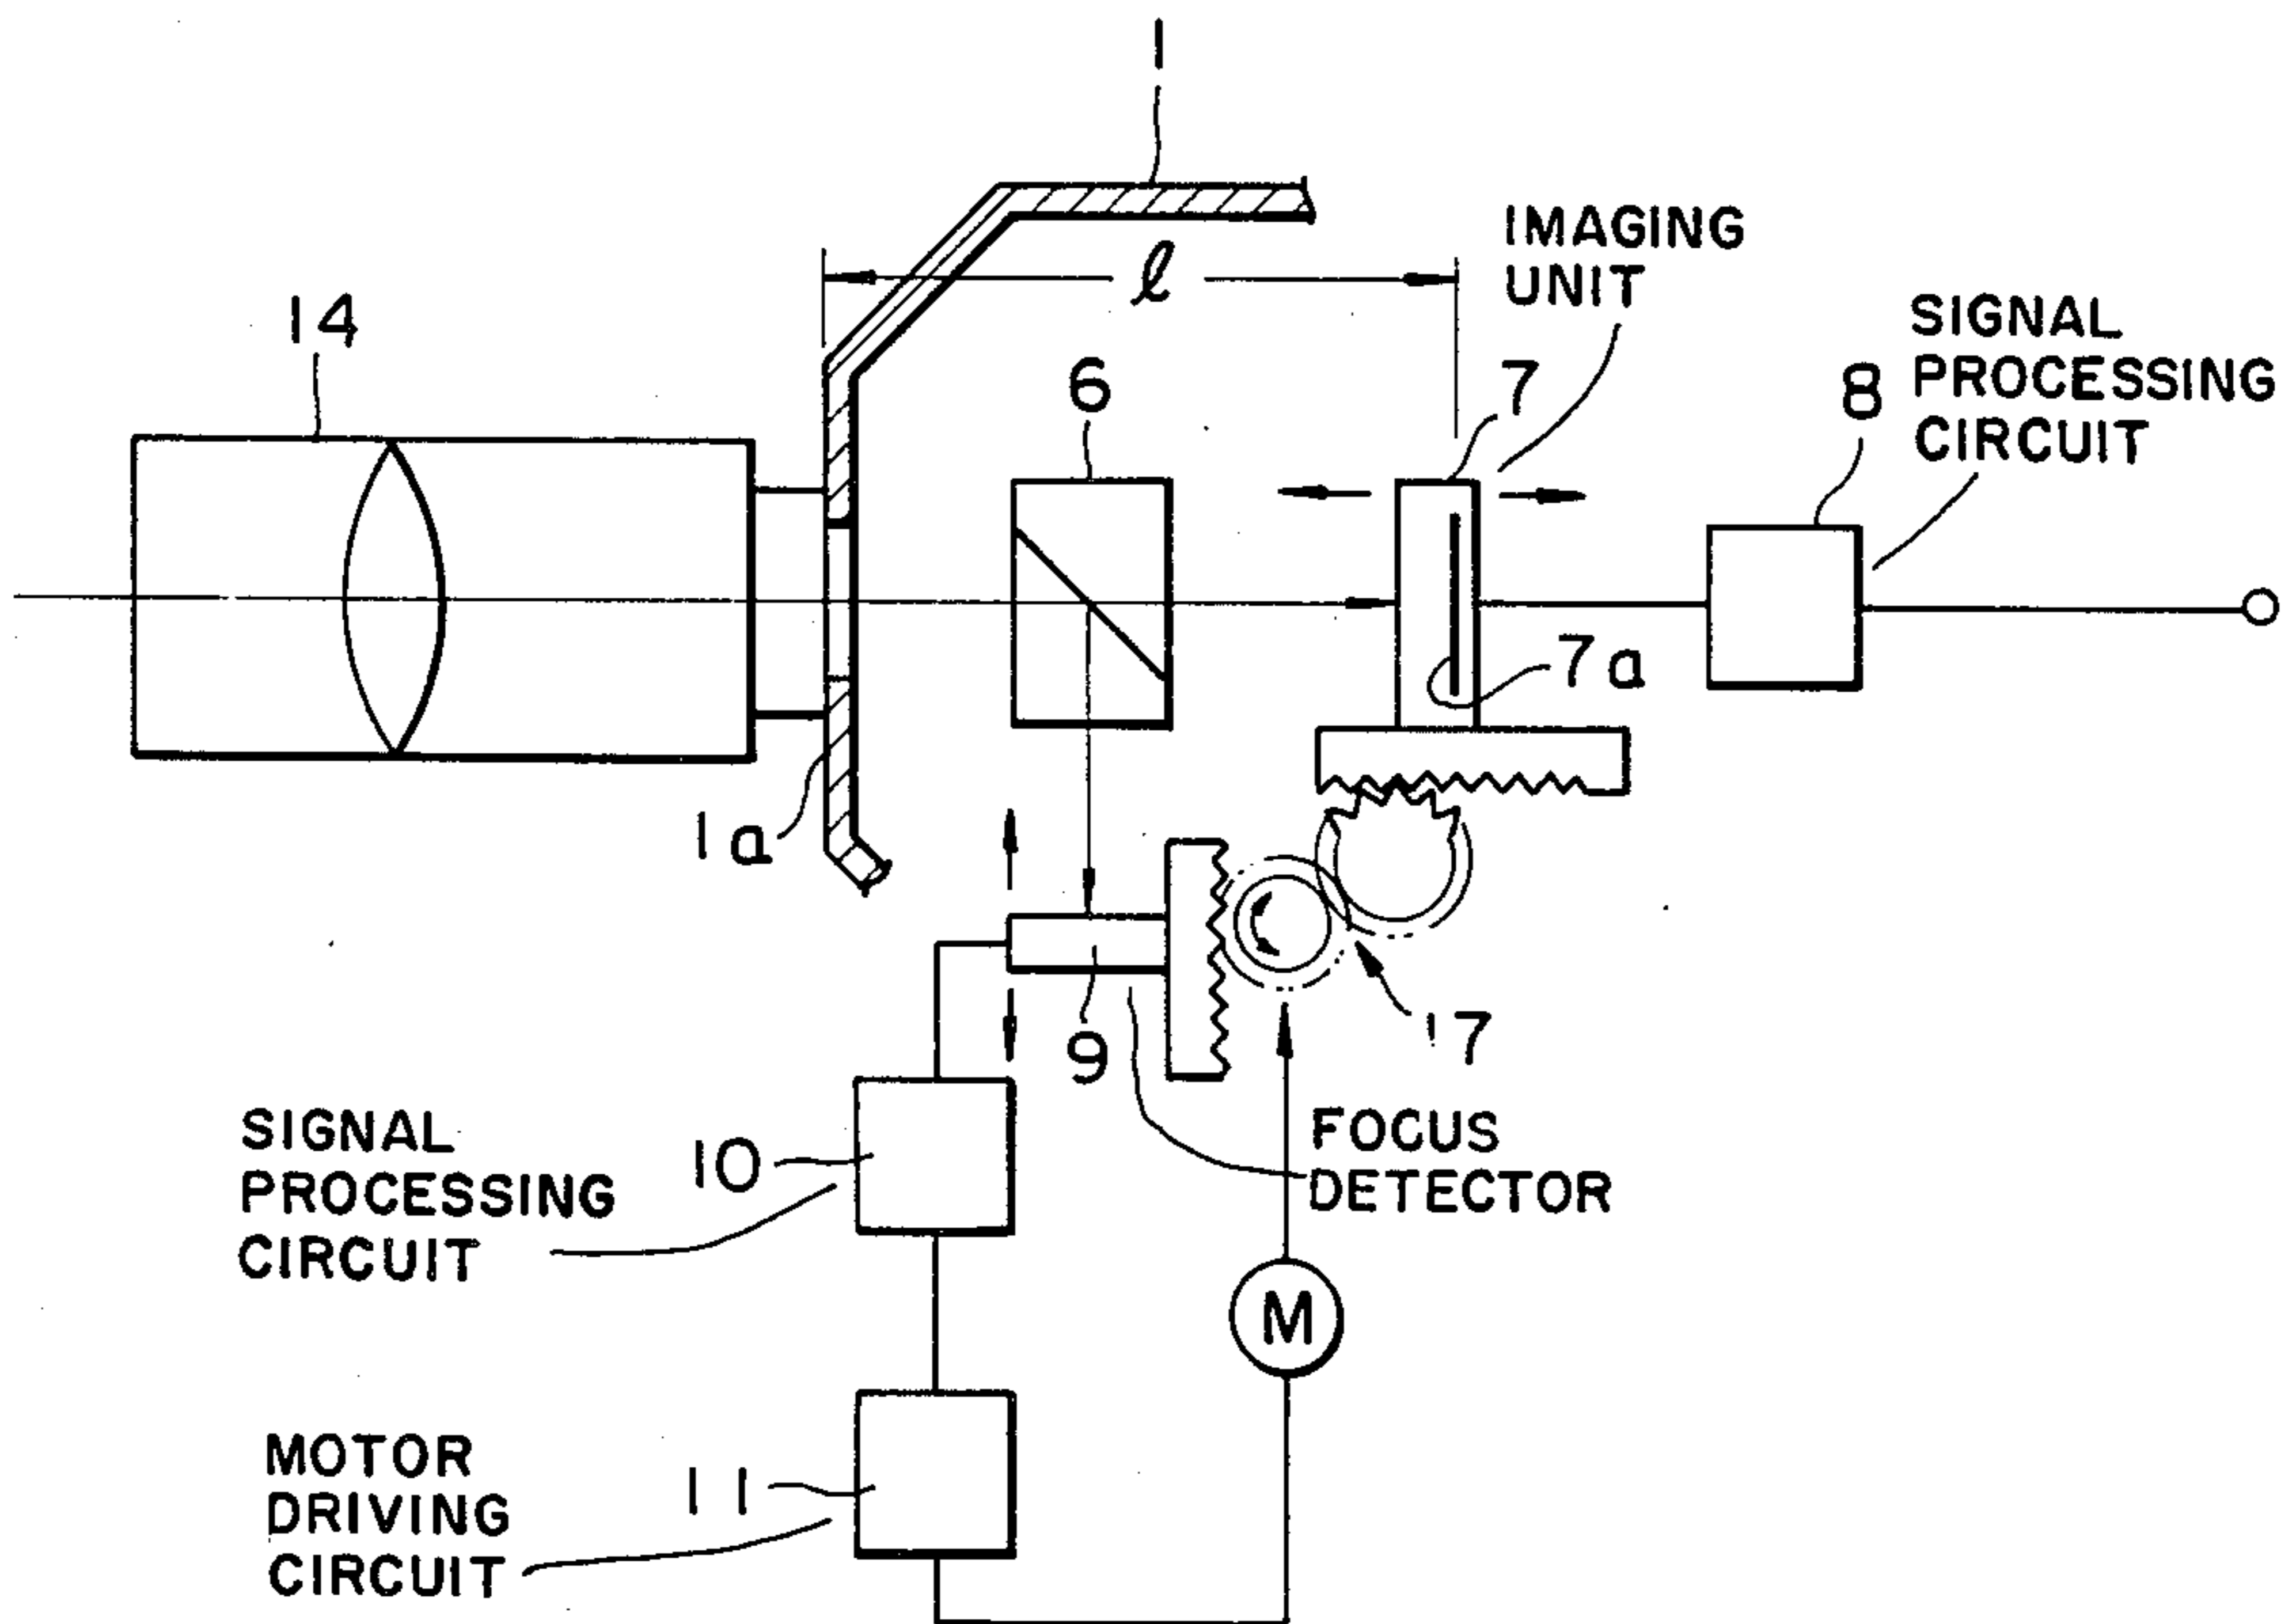 1
ℓ
IMAGING
UNIT
14
6
7
8
SIGNAL
PROCESSING
CIRCUIT
7a
1a
9
17
SIGNAL
PROCESSING
CIRCUIT
10
FOCUS
DETECTOR
M
MOTOR
DRIVING
CIRCUIT
11